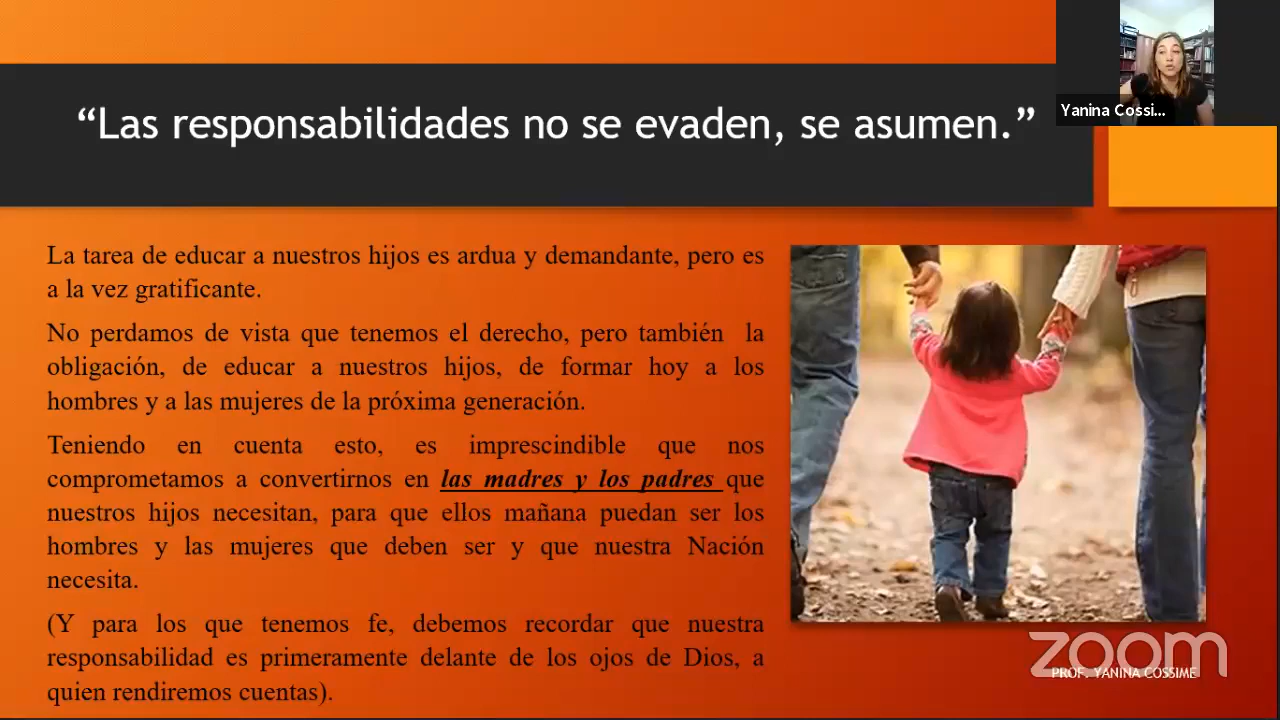 “Las responsabilidades no se evaden, se asumen.”
Yanina Cossi...
La tarea de educar a nuestros hijos es ardua y demandante, pero es
a la vez gratificante.
No perdamos de vista que tenemos el derecho, pero también la
obligación, de educar a nuestros hijos, de formar hoy a los
hombres y a las mujeres de la próxima generación.
Teniendo en cuenta esto, es imprescindible que nos
comprometamos a convertirnos en las madres y los padres que
nuestros hijos necesitan, para que ellos mañana puedan ser los
hombres y las mujeres que deben ser y que nuestra Nación
necesita.
(Y para los que tenemos fe, debemos recordar que nuestra
responsabilidad es primeramente delante de los ojos de Dios, a
quien rendiremos cuentas).
zoom
PROF. YANINA COSSIME